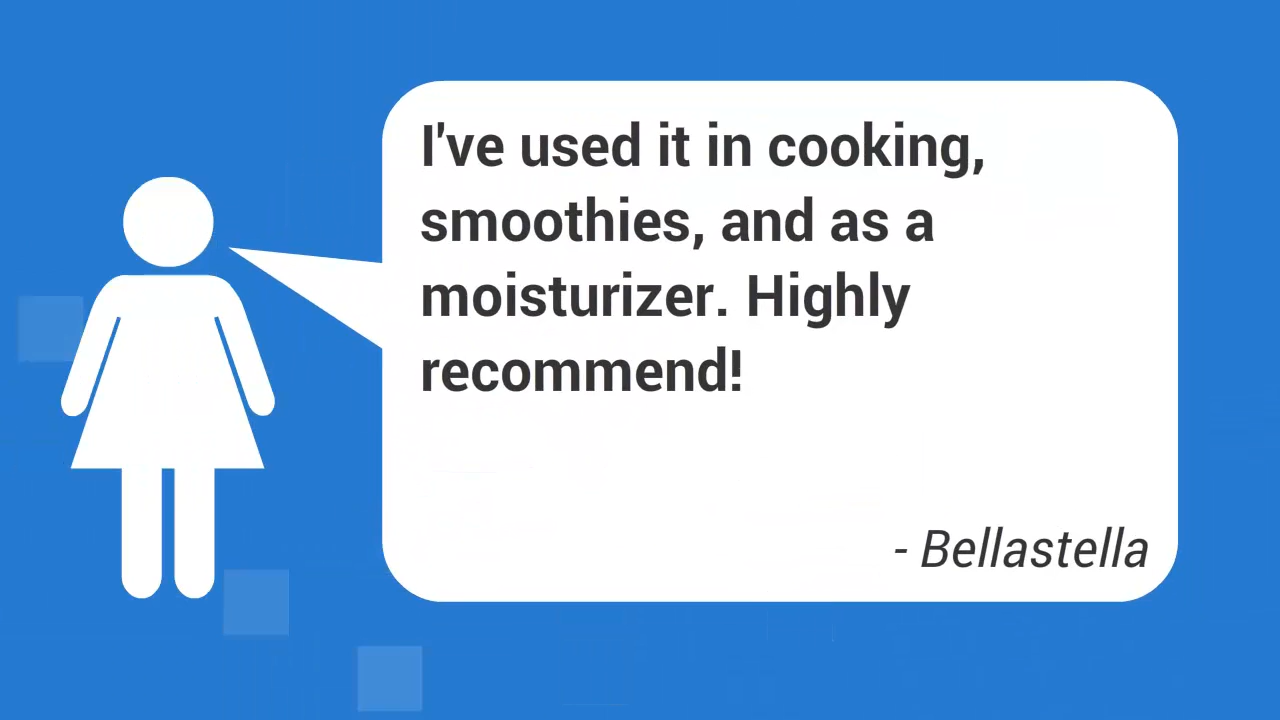 I've used it in cooking,
smoothies, and as a
moisturizer. Highly
recommend!
- Bellastella